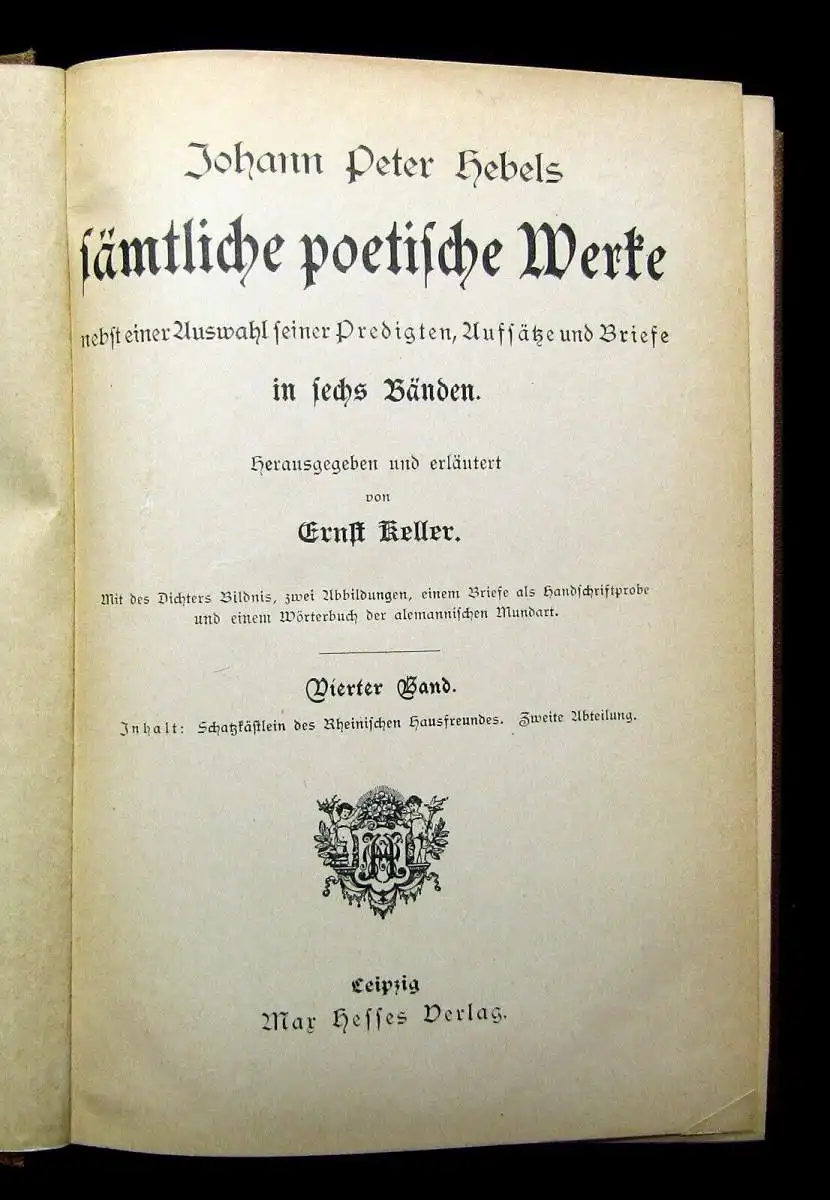 Johann Peter Hebels
sämtliche poetische Werke
nebst einer Auswahl seiner Predigten, Aufsätze und Briefe
in sechs Bänden.
Herausgegeben und erläutert
von
Ernst Keller.
Mit des Dichters Bildnis, zwei Abbildungen, einem Briefe als Handschriftprobe
und einem Wörterbuch der alemannischen Mundart.
Vierter Band.
Inhalt: Schatzkästlein des Rheinischen Hausfreundes. Zweite Abteilung.
Leipzig
Max Hesses Verlag.